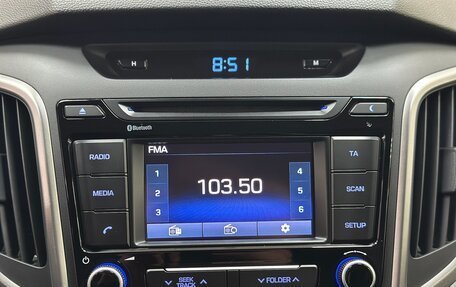 H
8:51
M
Bluetooth
FMA
RADIO
1
4
TA
MEDIA
2
103.50
5
SCAN
3
6
SETUP
SEEK
TRACK
FOLDER